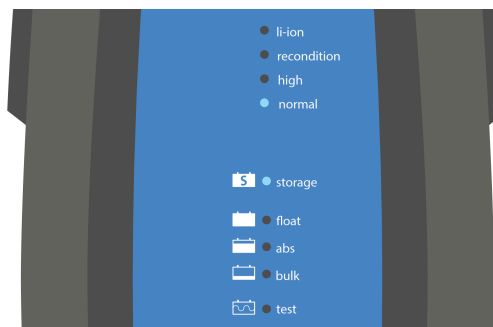 li-ion
recondition
high
normal
S storage
float
abs
bulk
test